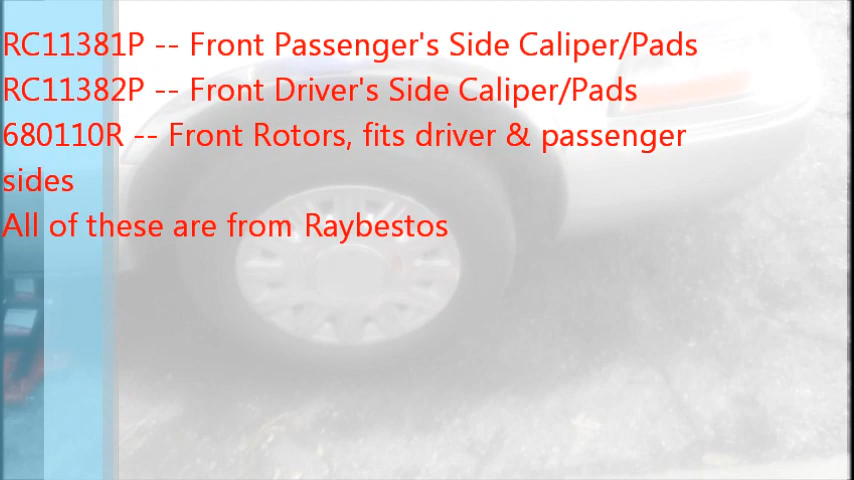 RC11381P -- Front Passenger's Side Caliper/Pads
RC11382P -- Front Driver's Side Caliper/Pads
680110R -- Front Rotors, fits driver & passenger
sides
All of these are from Raybestos